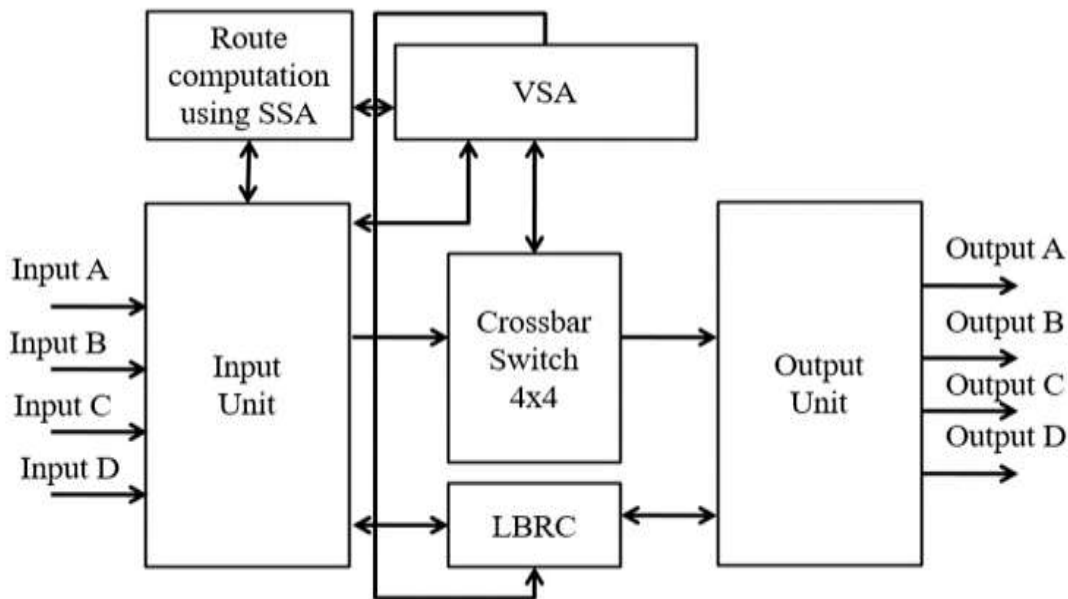 Route
computation
using SSA
VSA
Input A
Input B
Input C
Input D
Input
Unit
Crossbar
Switch
4x4
LBRC
Output
Unit
Output A
Output B
Output C
Output D